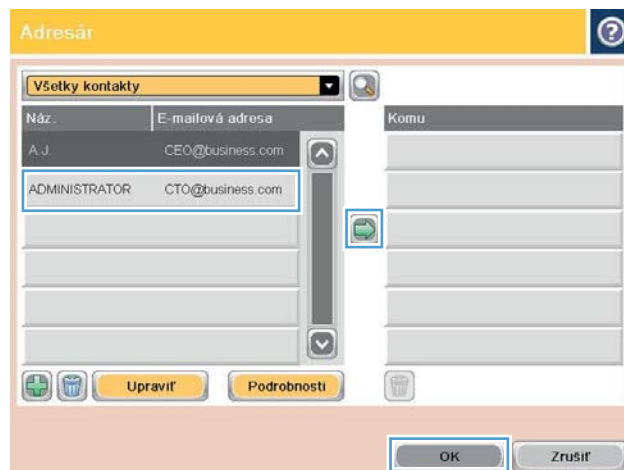 Adresár
?
Všetky kontakty
Náz. E-mailová adresa Komu
A.J. CEO@business.com
ADMINISTRATOR CTO@business.com
Upraviť Podrobnosti
OK Zrušiť